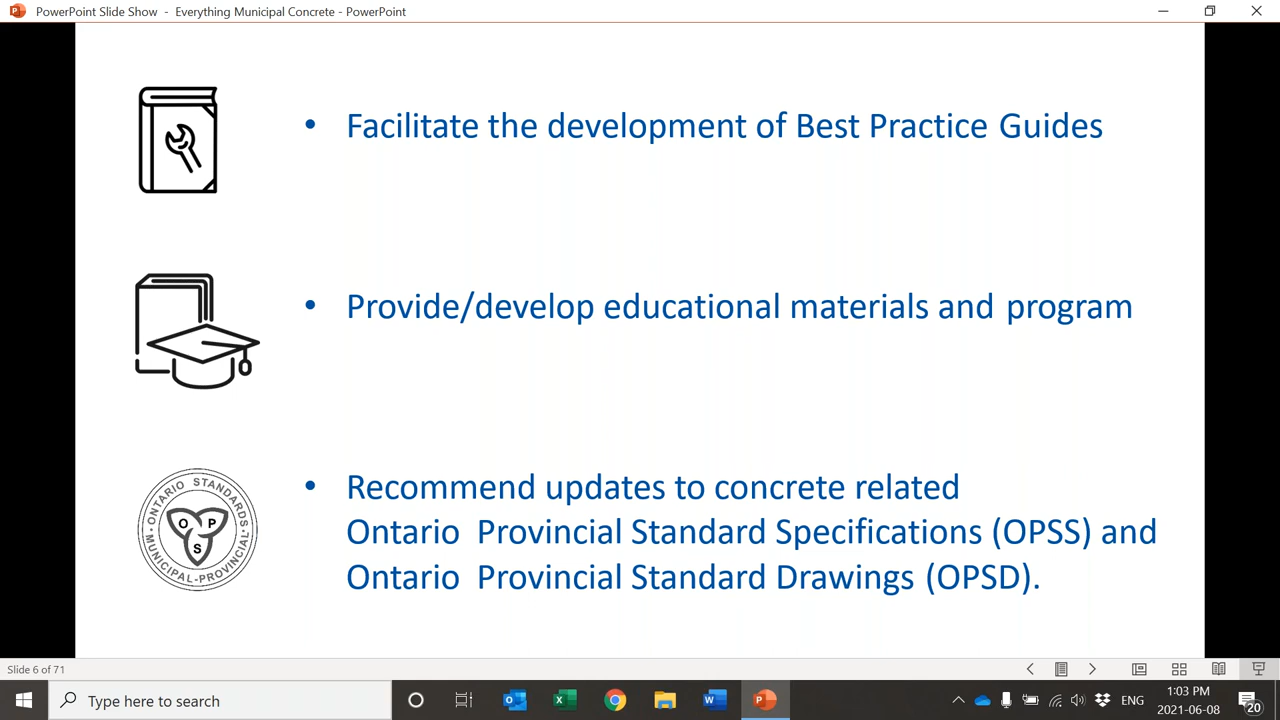 PowerPoint Slide Show - Everything Municipal Concrete - PowerPoint
• Facilitate the development of Best Practice Guides
• Provide/develop educational materials and program
ONTARIO STANDARDS
MUNICIPAL-PROVINCIAL
O P
S
• Recommend updates to concrete related
Ontario Provincial Standard Specifications (OPSS) and
Ontario Provincial Standard Drawings (OPSD).
Slide 6 of 71
Type here to search
ENG
1:03 PM
2021-06-08
20